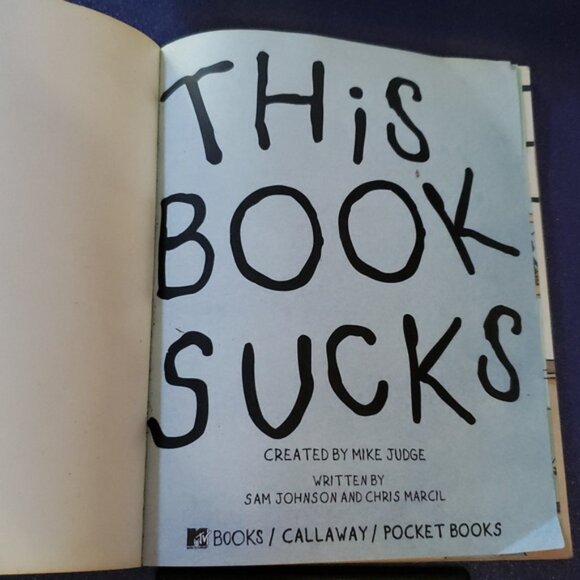 THiS
BOOK
SUCKS
CREATED BY MIKE JUDGE
WRITTEN BY
SAM JOHNSON AND CHRIS MARCIL
MTV BOOKS / CALLAWAY / POCKET BOOKS